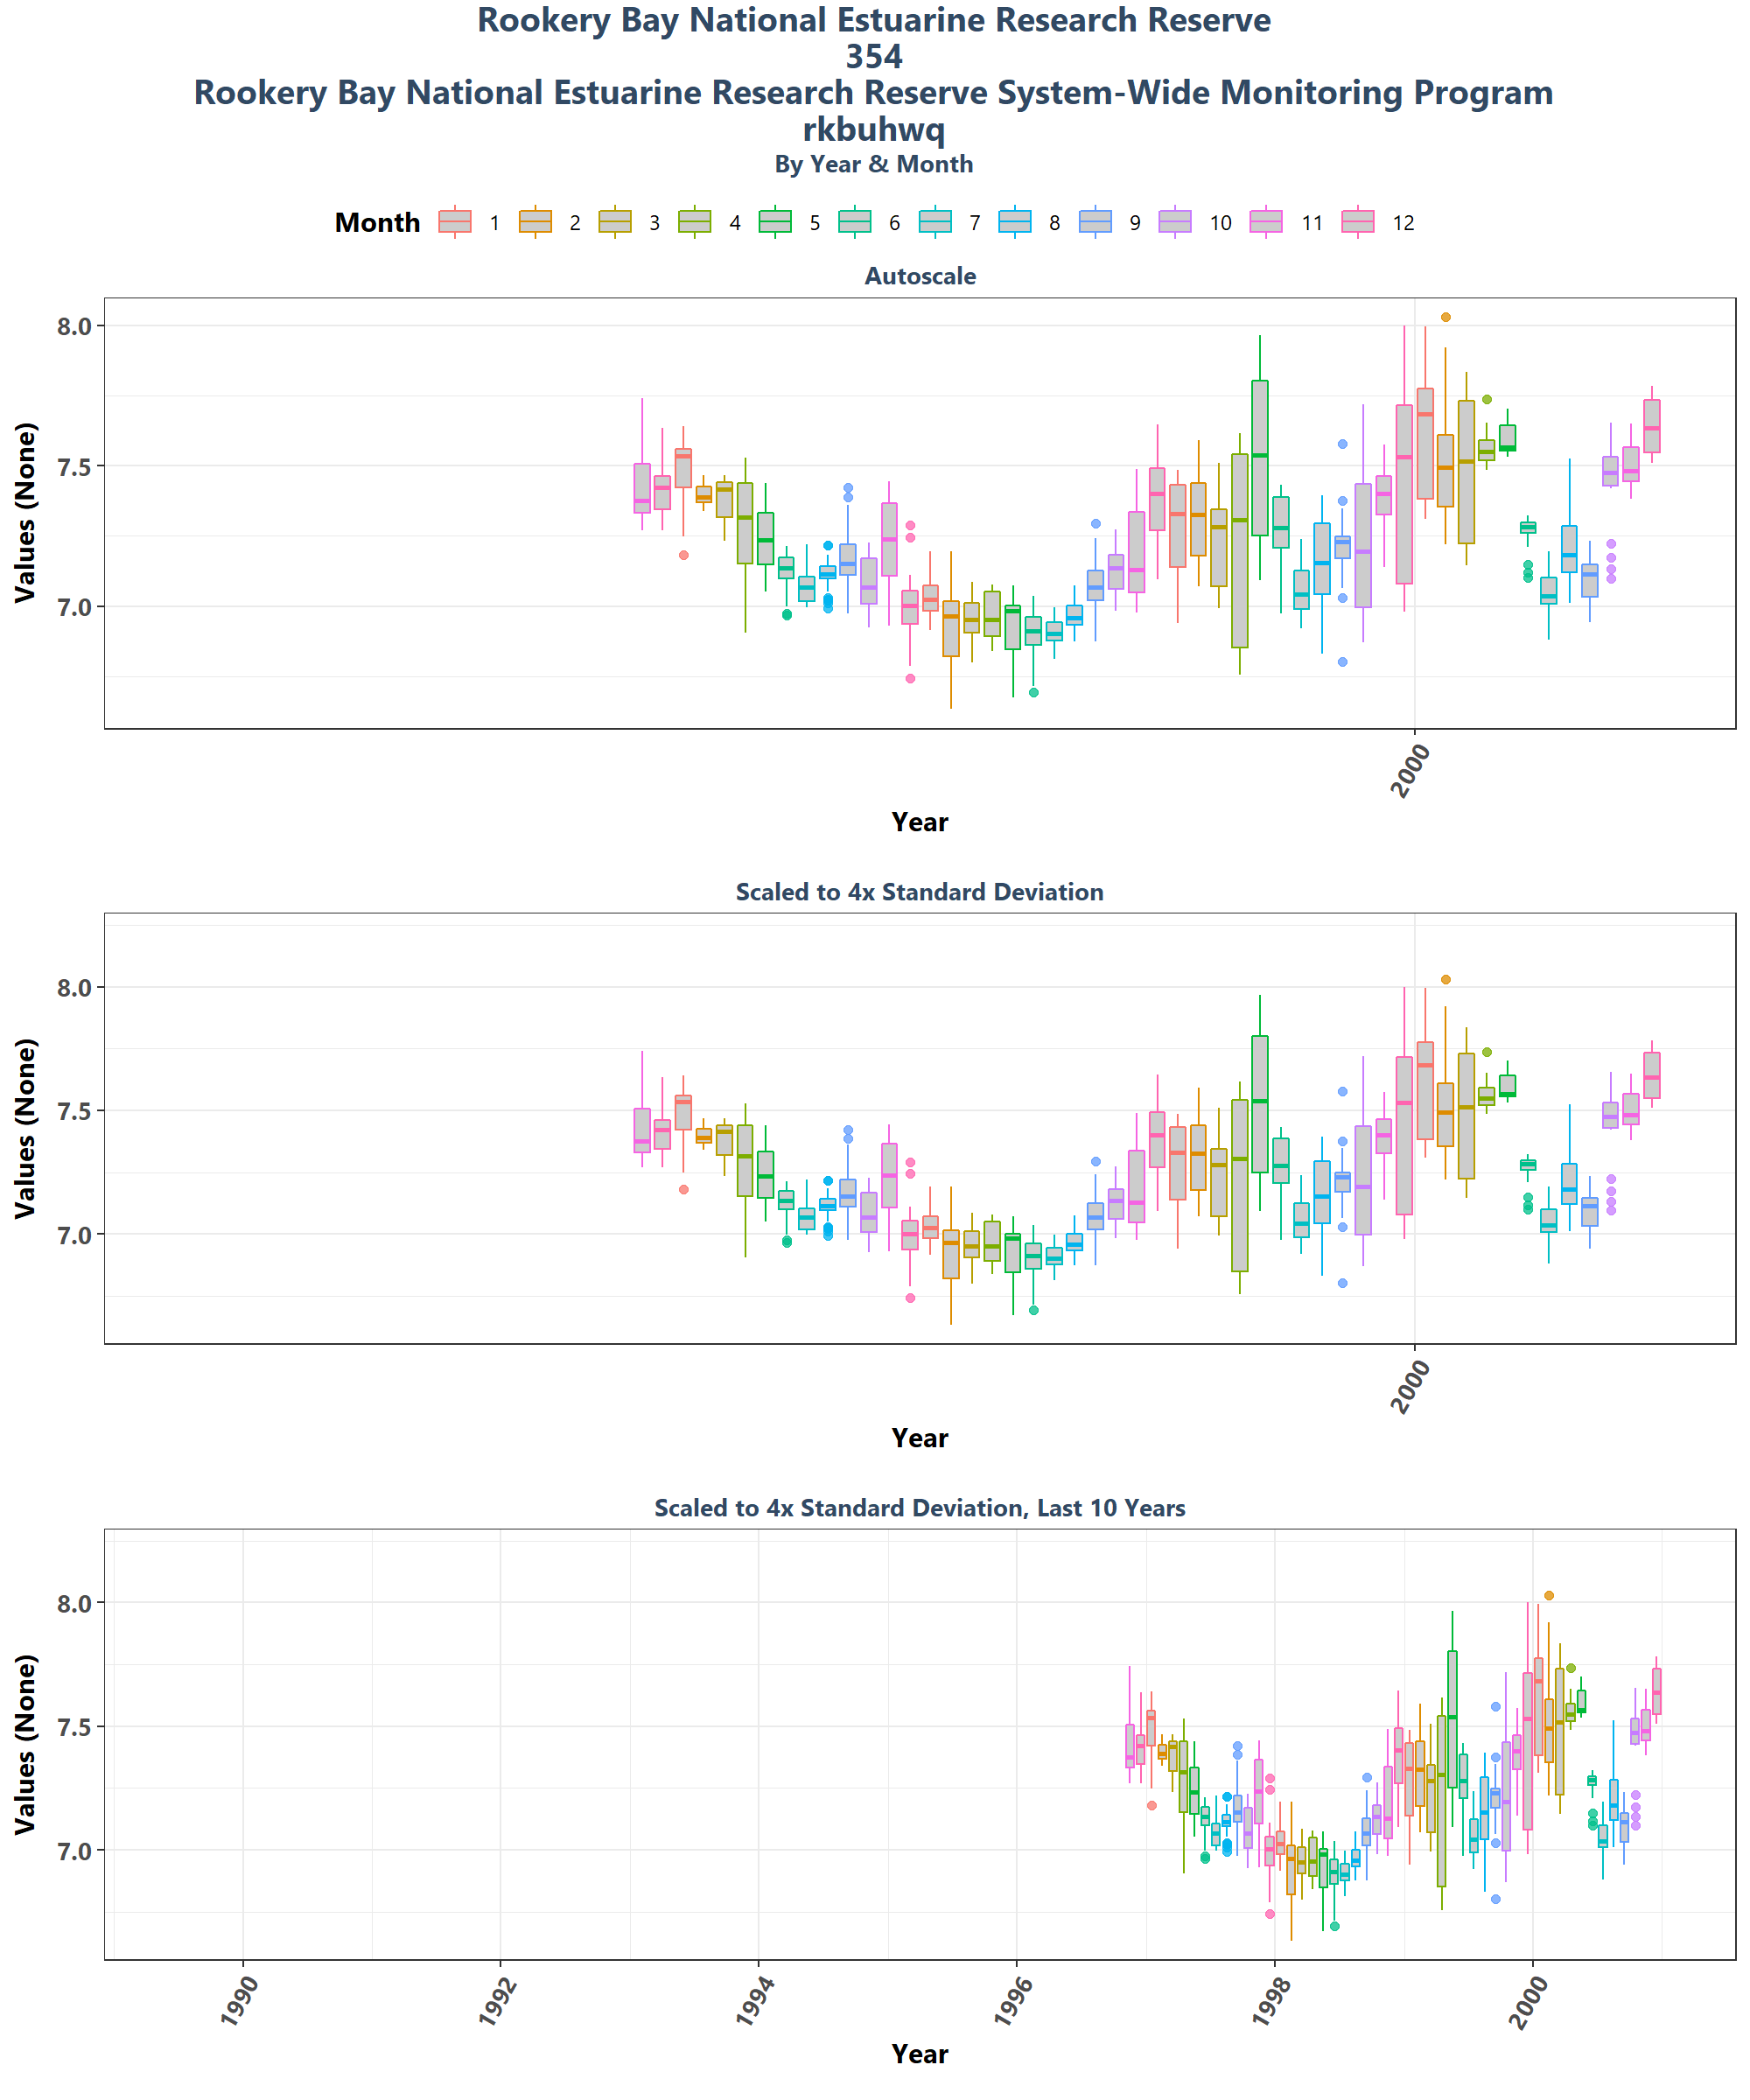 Rookery Bay National Estuarine Research Reserve
354
Rookery Bay National Estuarine Research Reserve System-Wide Monitoring Program
rkbuhwq
By Year & Month
Month 1 2 3 4 5 6 7 8 9 10 11 12
Autoscale
Values (None)
8.0
7.5
7.0
2000
Year
Scaled to 4x Standard Deviation
Values (None)
8.0
7.5
7.0
2000
Year
Scaled to 4x Standard Deviation, Last 10 Years
Values (None)
8.0
7.5
7.0
1990 1992 1994 1996 1998 2000
Year